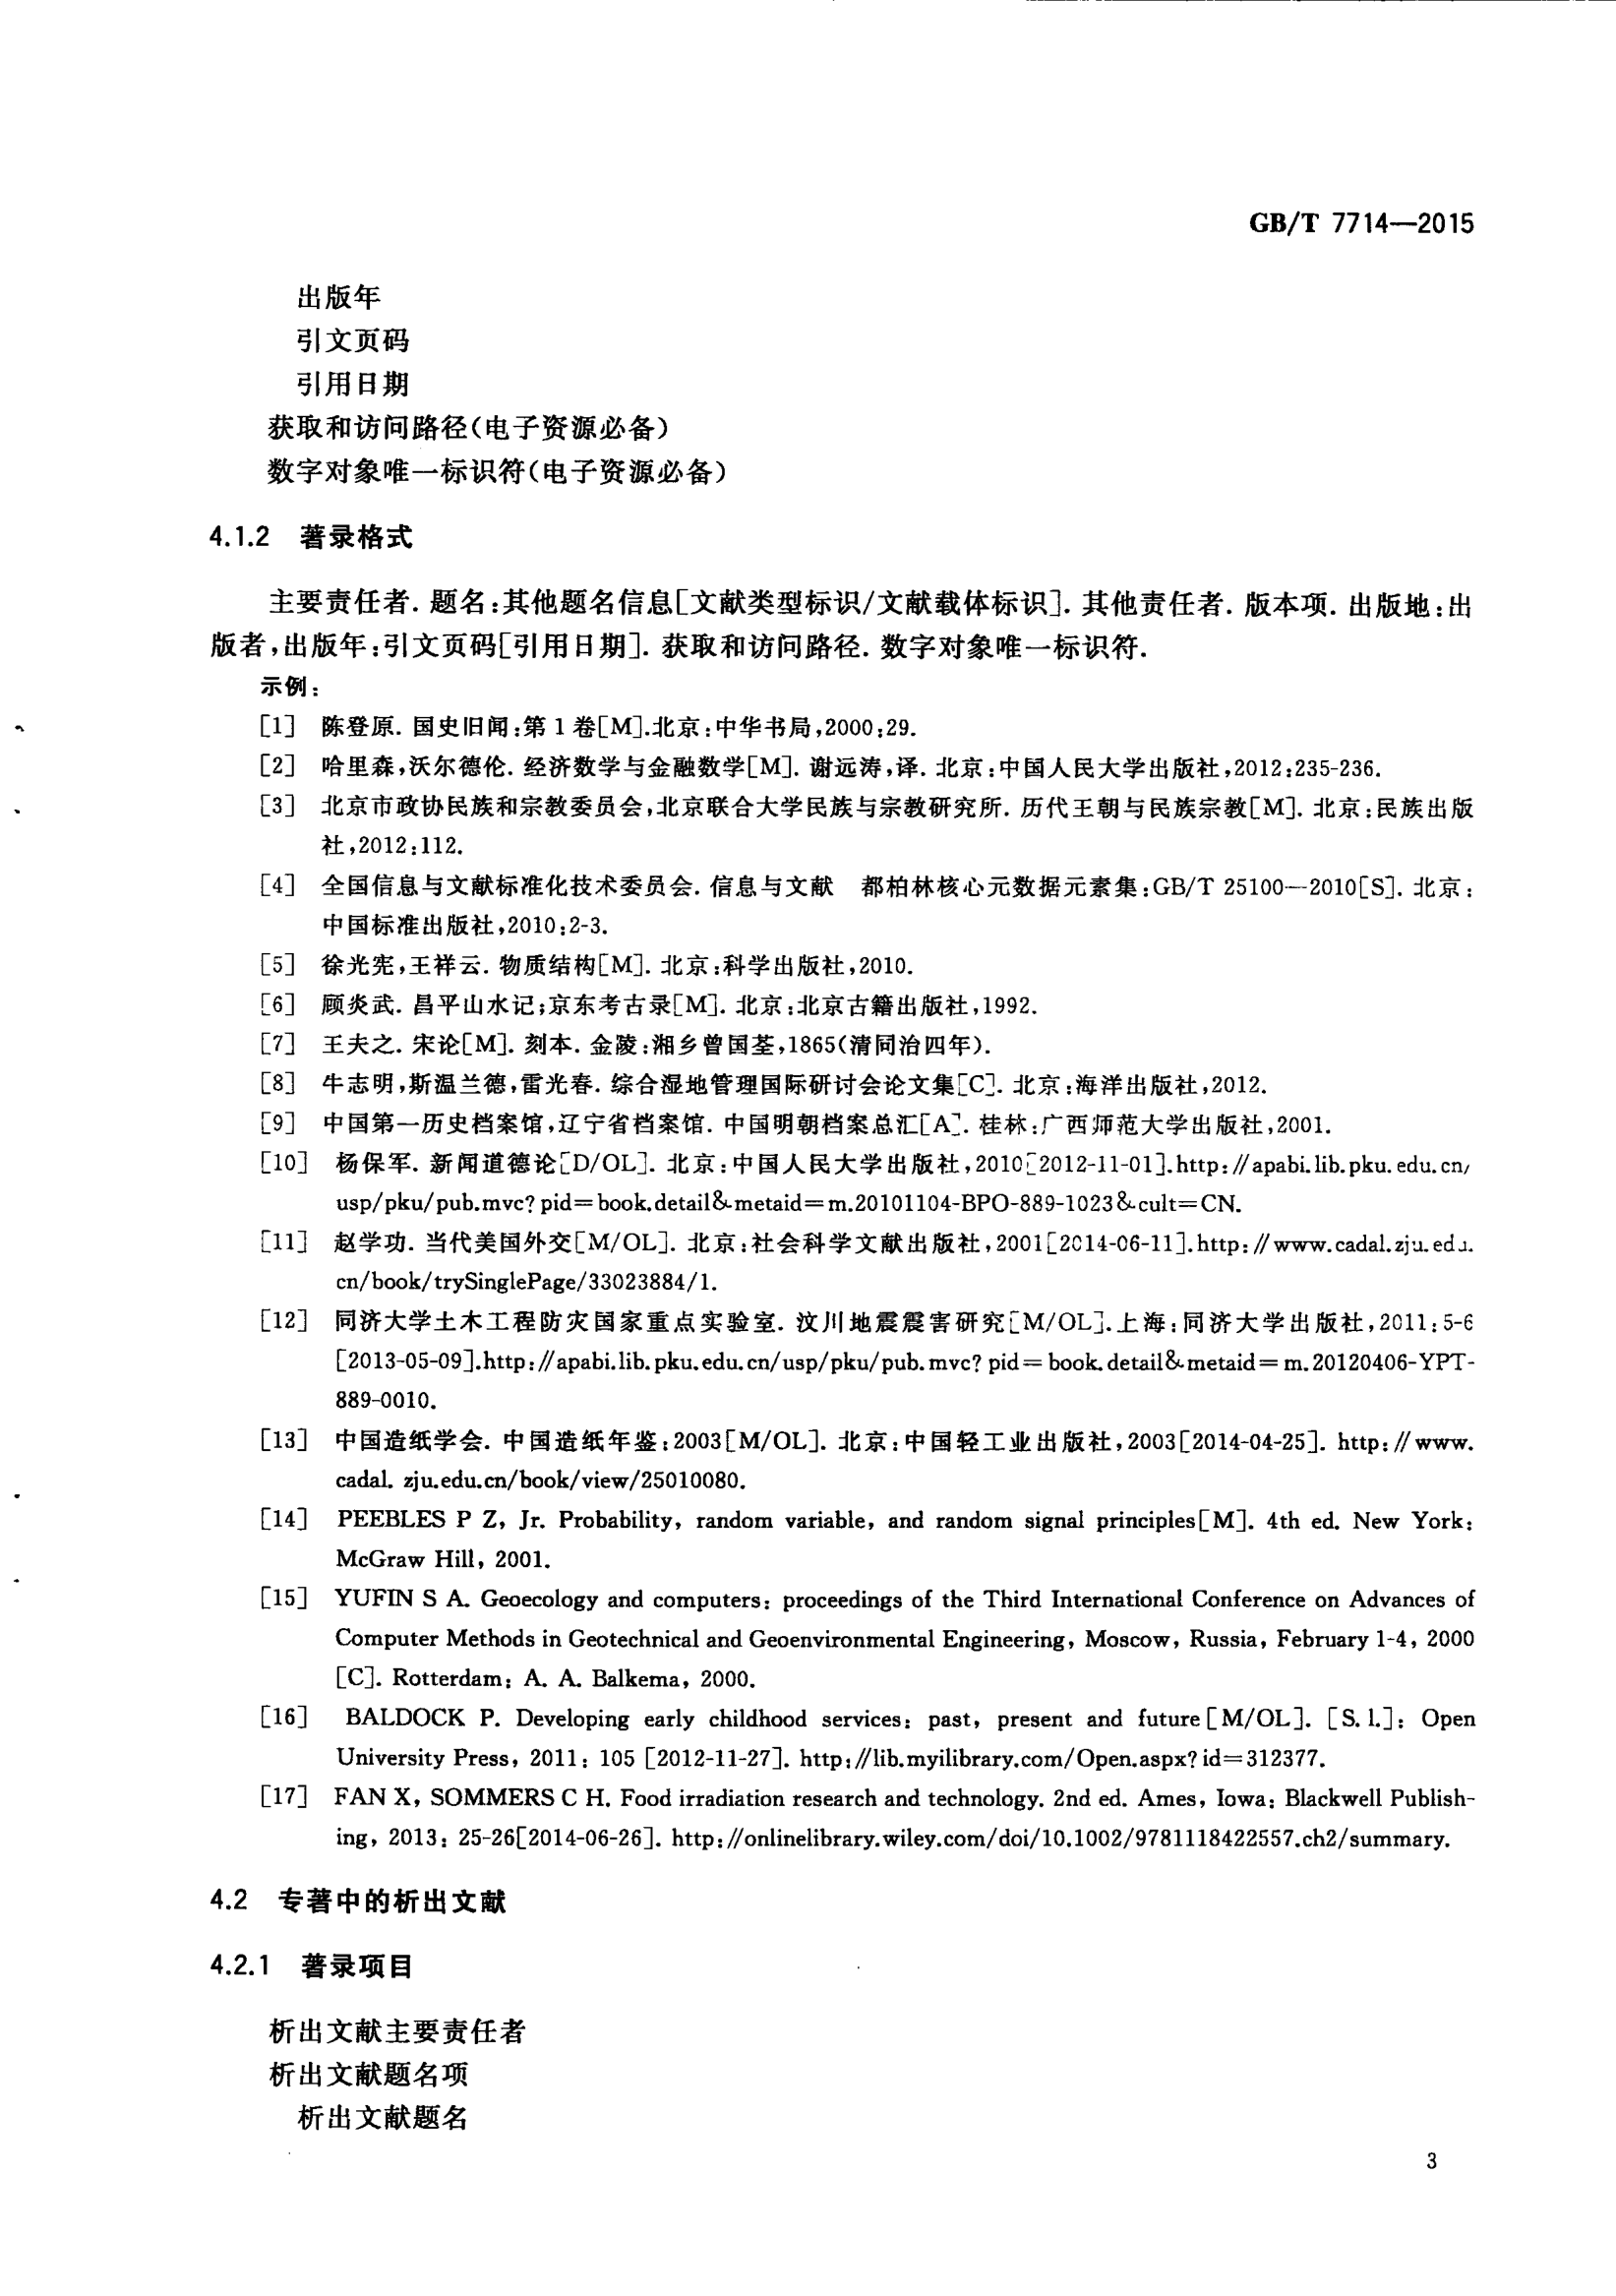 GB/T 7714—2015
出版年
引文页码
引用日期
获取和访问路径(电子资源必备)
数字对象唯一标识符(电子资源必备)
4.1.2 著录格式
主要责任者. 题名:其他题名信息[文献类型标识/文献载体标识]. 其他责任者. 版本项. 出版地:出
版者,出版年:引文页码[引用日期]. 获取和访问路径. 数字对象唯一标识符.
示例:
[1] 陈登原. 国史旧闻:第 1 卷[M].北京:中华书局,2000:29.
[2] 哈里森,沃尔德伦. 经济数学与金融数学[M]. 谢远涛,译. 北京:中国人民大学出版社,2012:235-236.
[3] 北京市政协民族和宗教委员会,北京联合大学民族与宗教研究所. 历代王朝与民族宗教[M]. 北京:民族出版
社,2012:112.
[4] 全国信息与文献标准化技术委员会. 信息与文献 都柏林核心元数据元素集:GB/T 25100—2010[S]. 北京:
中国标准出版社,2010:2-3.
[5] 徐光宪,王祥云. 物质结构[M]. 北京:科学出版社,2010.
[6] 顾炎武. 昌平山水记;京东考古录[M]. 北京:北京古籍出版社,1992.
[7] 王夫之. 宋论[M]. 刻本. 金陵:湘乡曾国荃,1865(清同治四年).
[8] 牛志明,斯温兰德,雷光春. 综合湿地管理国际研讨会论文集[C]. 北京:海洋出版社,2012.
[9] 中国第一历史档案馆,辽宁省档案馆. 中国明朝档案总汇[A]. 桂林:广西师范大学出版社,2001.
[10] 杨保军. 新闻道德论[D/OL]. 北京:中国人民大学出版社,2010[2012-11-01].http://apabi.lib.pku.edu.cn/
usp/pku/pub.mvc?pid=book.detail&metaid=m.20101104-BPO-889-1023&cult=CN.
[11] 赵学功. 当代美国外交[M/OL]. 北京:社会科学文献出版社,2001[2014-06-11].http://www.cadal.zju.edu.
cn/book/trySinglePage/33023884/1.
[12] 同济大学土木工程防灾国家重点实验室. 汶川地震震害研究[M/OL].上海:同济大学出版社,2011:5-6
[2013-05-09].http://apabi.lib.pku.edu.cn/usp/pku/pub.mvc?pid=book.detail&metaid=m.20120406-YPT-
889-0010.
[13] 中国造纸学会. 中国造纸年鉴:2003[M/OL]. 北京:中国轻工业出版社,2003[2014-04-25]. http://www.
cadal. zju.edu.cn/book/view/25010080.
[14] PEEBLES P Z, Jr. Probability, random variable, and random signal principles[M]. 4th ed. New York:
McGraw Hill, 2001.
[15] YUFIN S A. Geoecology and computers: proceedings of the Third International Conference on Advances of
Computer Methods in Geotechnical and Geoenvironmental Engineering, Moscow, Russia, February 1-4, 2000
[C]. Rotterdam: A. A. Balkema, 2000.
[16] BALDOCK P. Developing early childhood services: past, present and future[M/OL]. [S. l.]: Open
University Press, 2011: 105 [2012-11-27]. http://lib.myilibrary.com/Open.aspx?id=312377.
[17] FAN X, SOMMERS C H. Food irradiation research and technology. 2nd ed. Ames, Iowa: Blackwell Publish-
ing, 2013: 25-26[2014-06-26]. http://onlinelibrary.wiley.com/doi/10.1002/9781118422557.ch2/summary.
4.2 专著中的析出文献
4.2.1 著录项目
析出文献主要责任者
析出文献题名项
析出文献题名
3